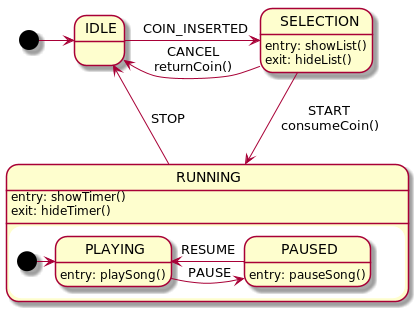 IDLE
COIN_INSERTED
SELECTION
entry: showList()
exit: hideList()
CANCEL
returnCoin()
STOP
START
consumeCoin()
RUNNING
entry: showTimer()
exit: hideTimer()
PLAYING
entry: playSong()
RESUME
PAUSE
PAUSED
entry: pauseSong()